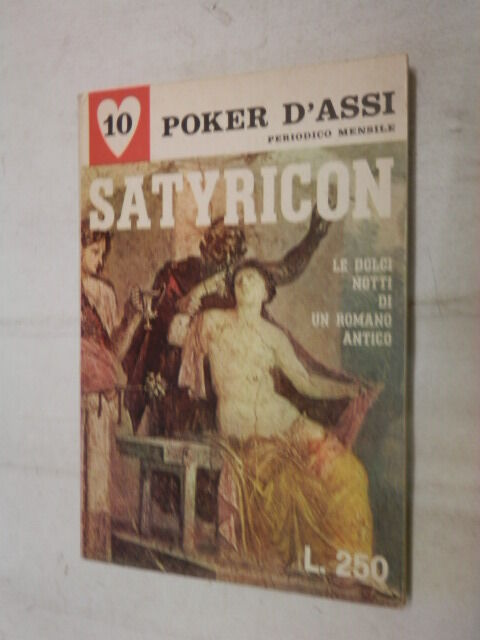 10
POKER D'ASSI
PERIODICO MENSILE
SATYRICON
LE DOLCI
NOTTI
DI
UN ROMANO
ANTICO
L. 250